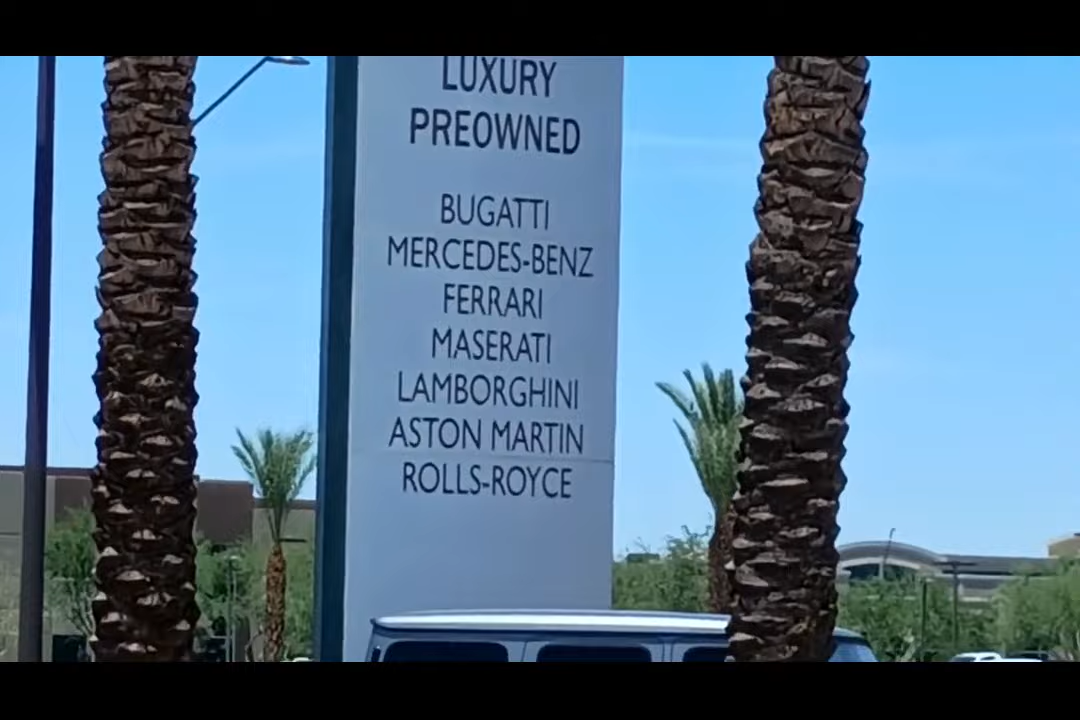 LUXURY
PREOWNED
BUGATTI
MERCEDES-BENZ
FERRARI
MASERATI
LAMBORGHINI
ASTON MARTIN
ROLLS-ROYCE